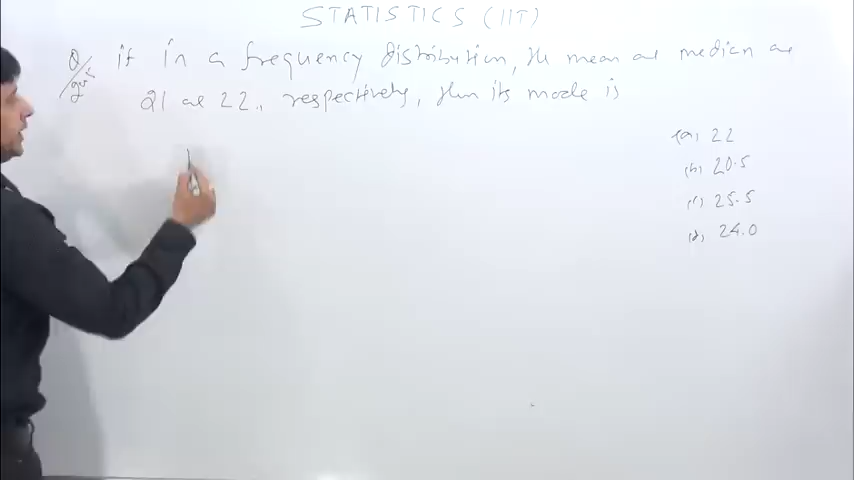 STATISTICS (IIT)
Q/ if in a frequency distribution, the mean and median are
21 and 22., respectively, then its mode is
(a) 22
(b) 20.5
(c) 25.5
(d) 24.0